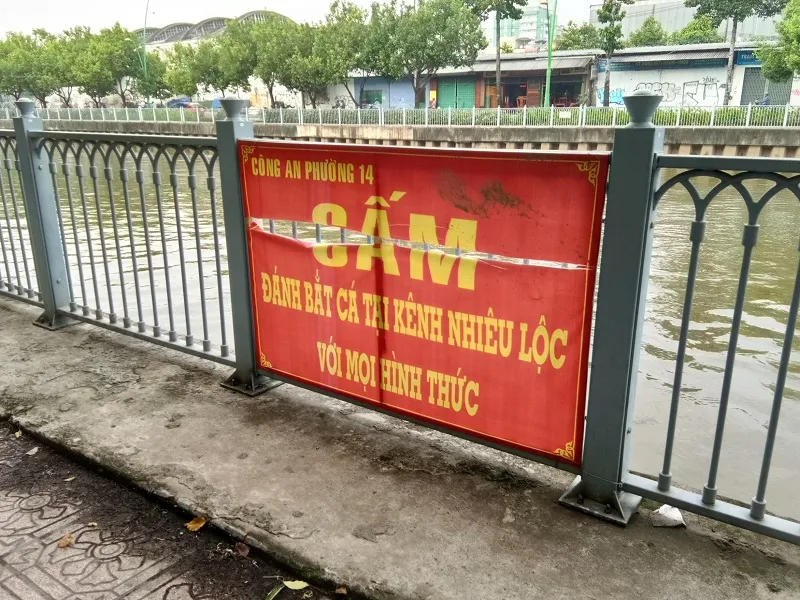 CÔNG AN PHƯỜNG 14
CẤM
ĐÁNH BẮT CÁ TẠI KÊNH NHIÊU LỘC
VỚI MỌI HÌNH THỨC